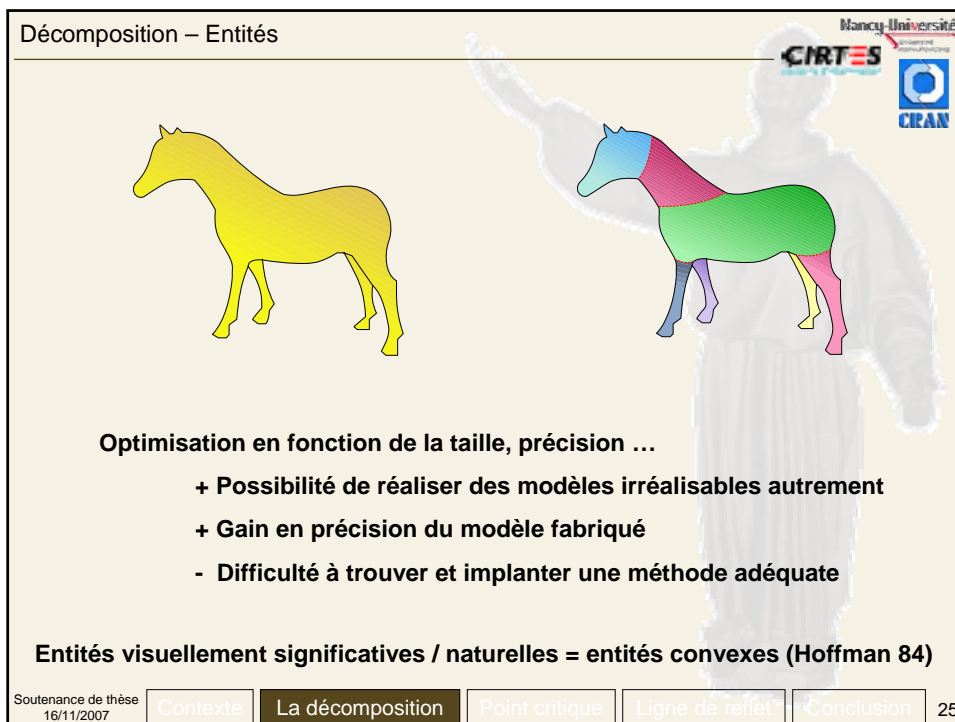 Décomposition – Entités
Nancy-Université
CIRTES
CRAN
Optimisation en fonction de la taille, précision …
+ Possibilité de réaliser des modèles irréalisables autrement
+ Gain en précision du modèle fabriqué
- Difficulté à trouver et implanter une méthode adéquate
Entités visuellement significatives / naturelles = entités convexes (Hoffman 84)
Soutenance de thèse
16/11/2007
Contexte
La décomposition
Point critique
Ligne de reflet
Conclusion
25